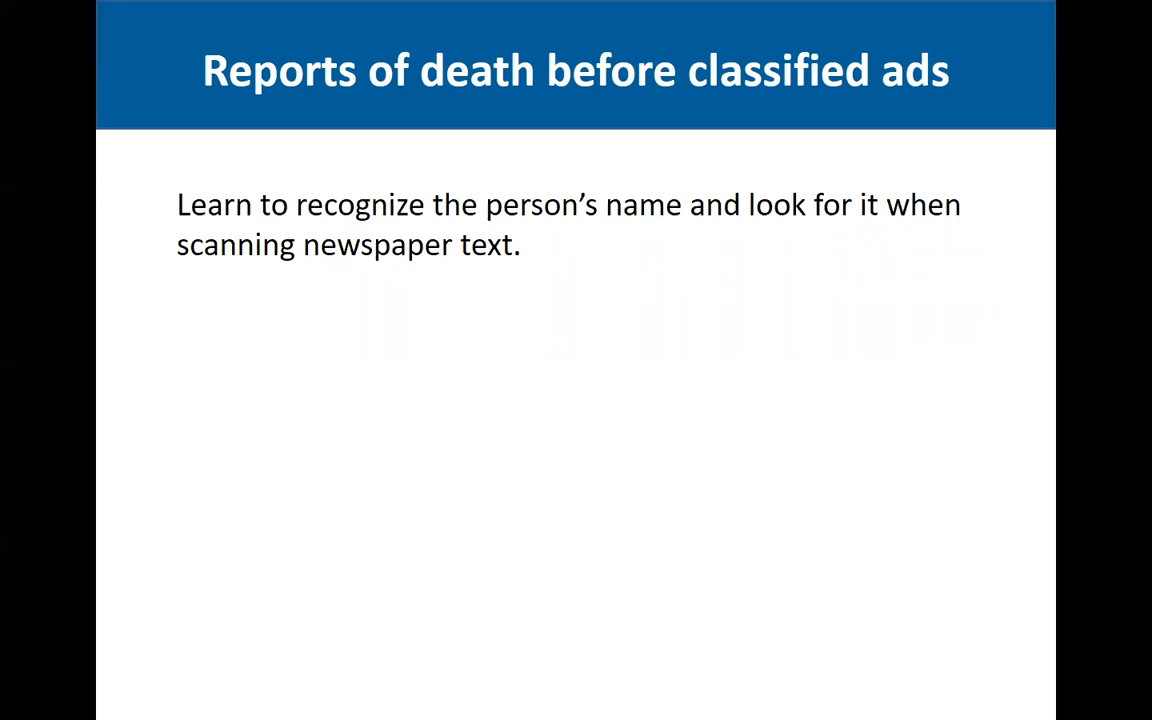 Reports of death before classified ads
Learn to recognize the person’s name and look for it when
scanning newspaper text.